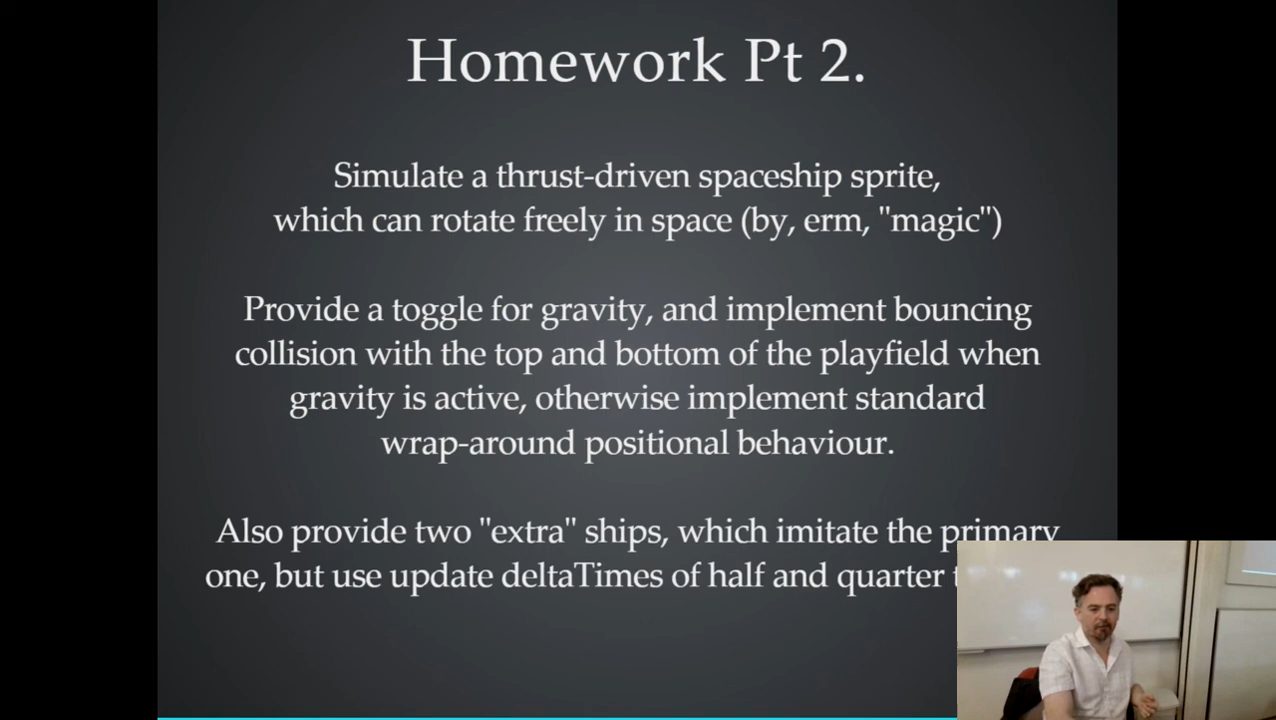 Homework Pt 2.
Simulate a thrust-driven spaceship sprite,
which can rotate freely in space (by, erm, "magic")
Provide a toggle for gravity, and implement bouncing
collision with the top and bottom of the playfield when
gravity is active, otherwise implement standard
wrap-around positional behaviour.
Also provide two "extra" ships, which imitate the primary
one, but use update deltaTimes of half and quarter